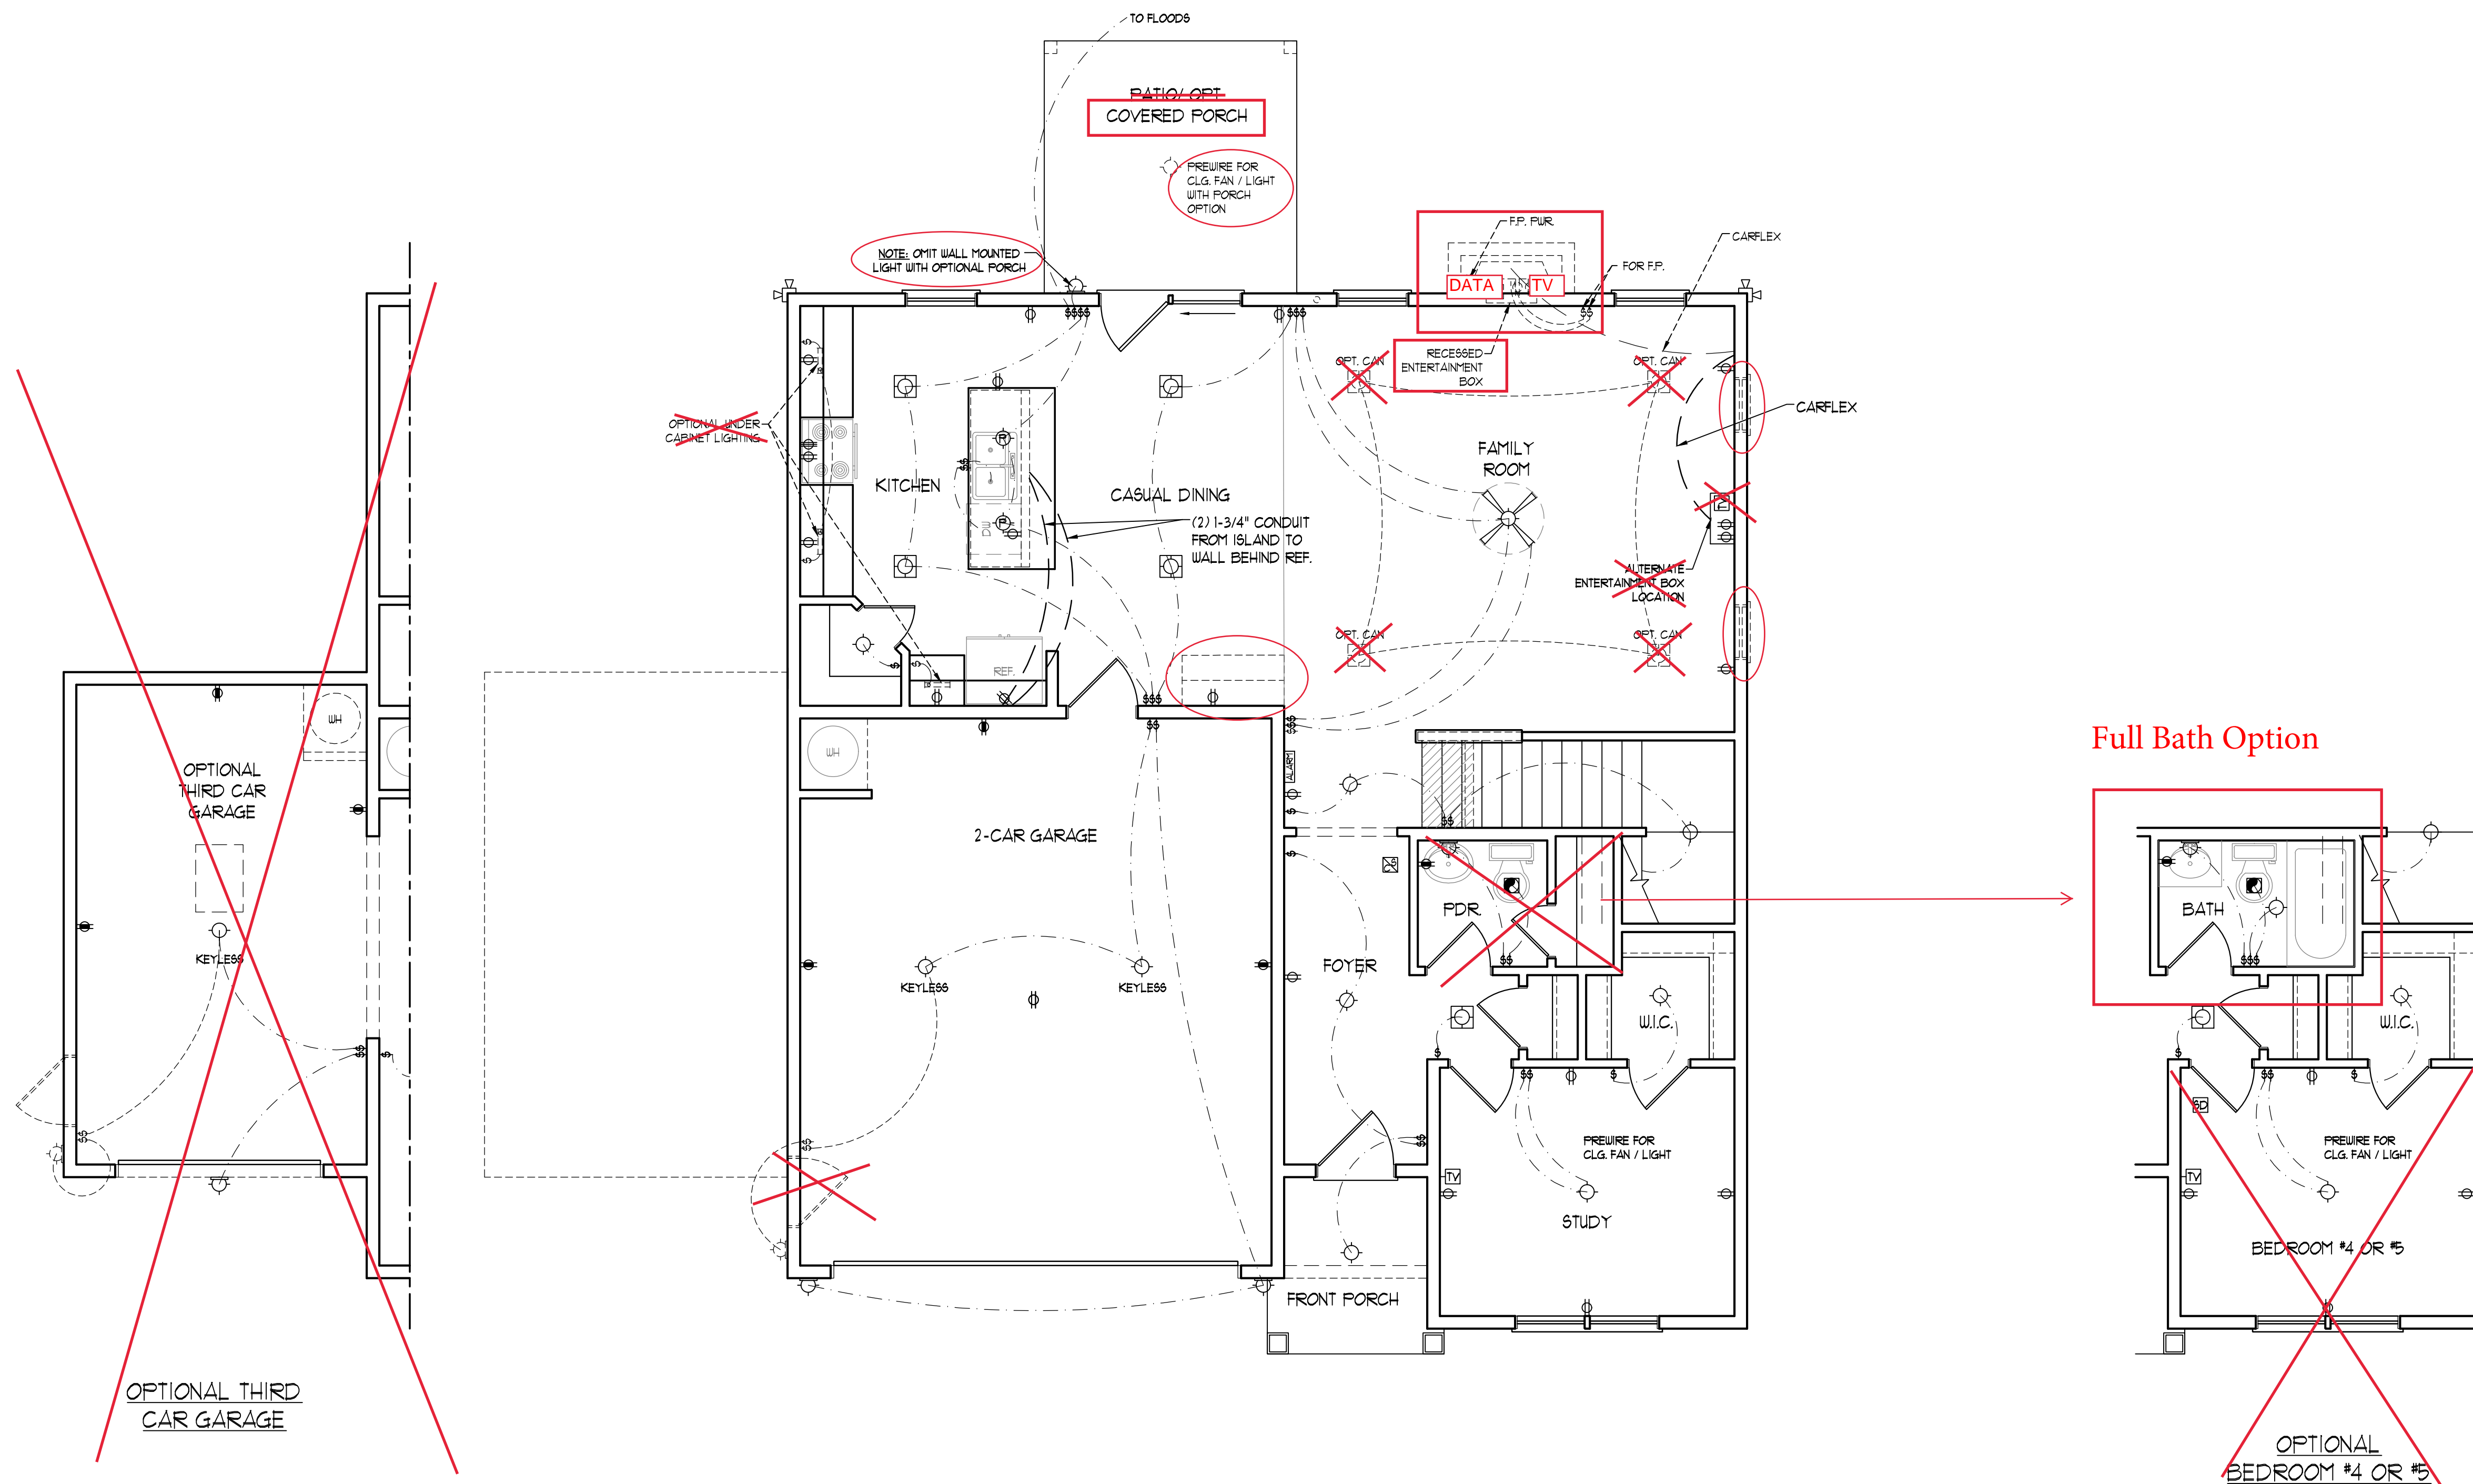 TO FLOODS
PATIO/ OPT
COVERED PORCH
PREWIRE FOR
CLG. FAN / LIGHT
WITH PORCH
OPTION
NOTE: OMIT WALL MOUNTED
LIGHT WITH OPTIONAL PORCH
F.P. PWR
CARFLEX
FOR F.P.
DATA
TV
$$$$
$$$
$$
RECESSED
ENTERTAINMENT
BOX
OPT. CAN
OPT. CAN
CARFLEX
OPTIONAL UNDER
CABINET LIGHTING
KITCHEN
DW
P
P
CASUAL DINING
(2) 1-3/4" CONDUIT
FROM ISLAND TO
WALL BEHIND REF.
FAMILY
ROOM
TV
ALTERNATE
ENTERTAINMENT BOX
LOCATION
OPT. CAN
OPT. CAN
REF.
$$$
$$
WH
WH
OPTIONAL
THIRD CAR
GARAGE
KEYLESS
ALARM
2-CAR GARAGE
KEYLESS
KEYLESS
PDR.
FOYER
W.I.C.
PREWIRE FOR
CLG. FAN / LIGHT
TV
STUDY
FRONT PORCH
Full Bath Option
BATH
W.I.C.
SD
PREWIRE FOR
CLG. FAN / LIGHT
TV
BEDROOM #4 OR #5
OPTIONAL THIRD
CAR GARAGE
OPTIONAL
BEDROOM #4 OR #5